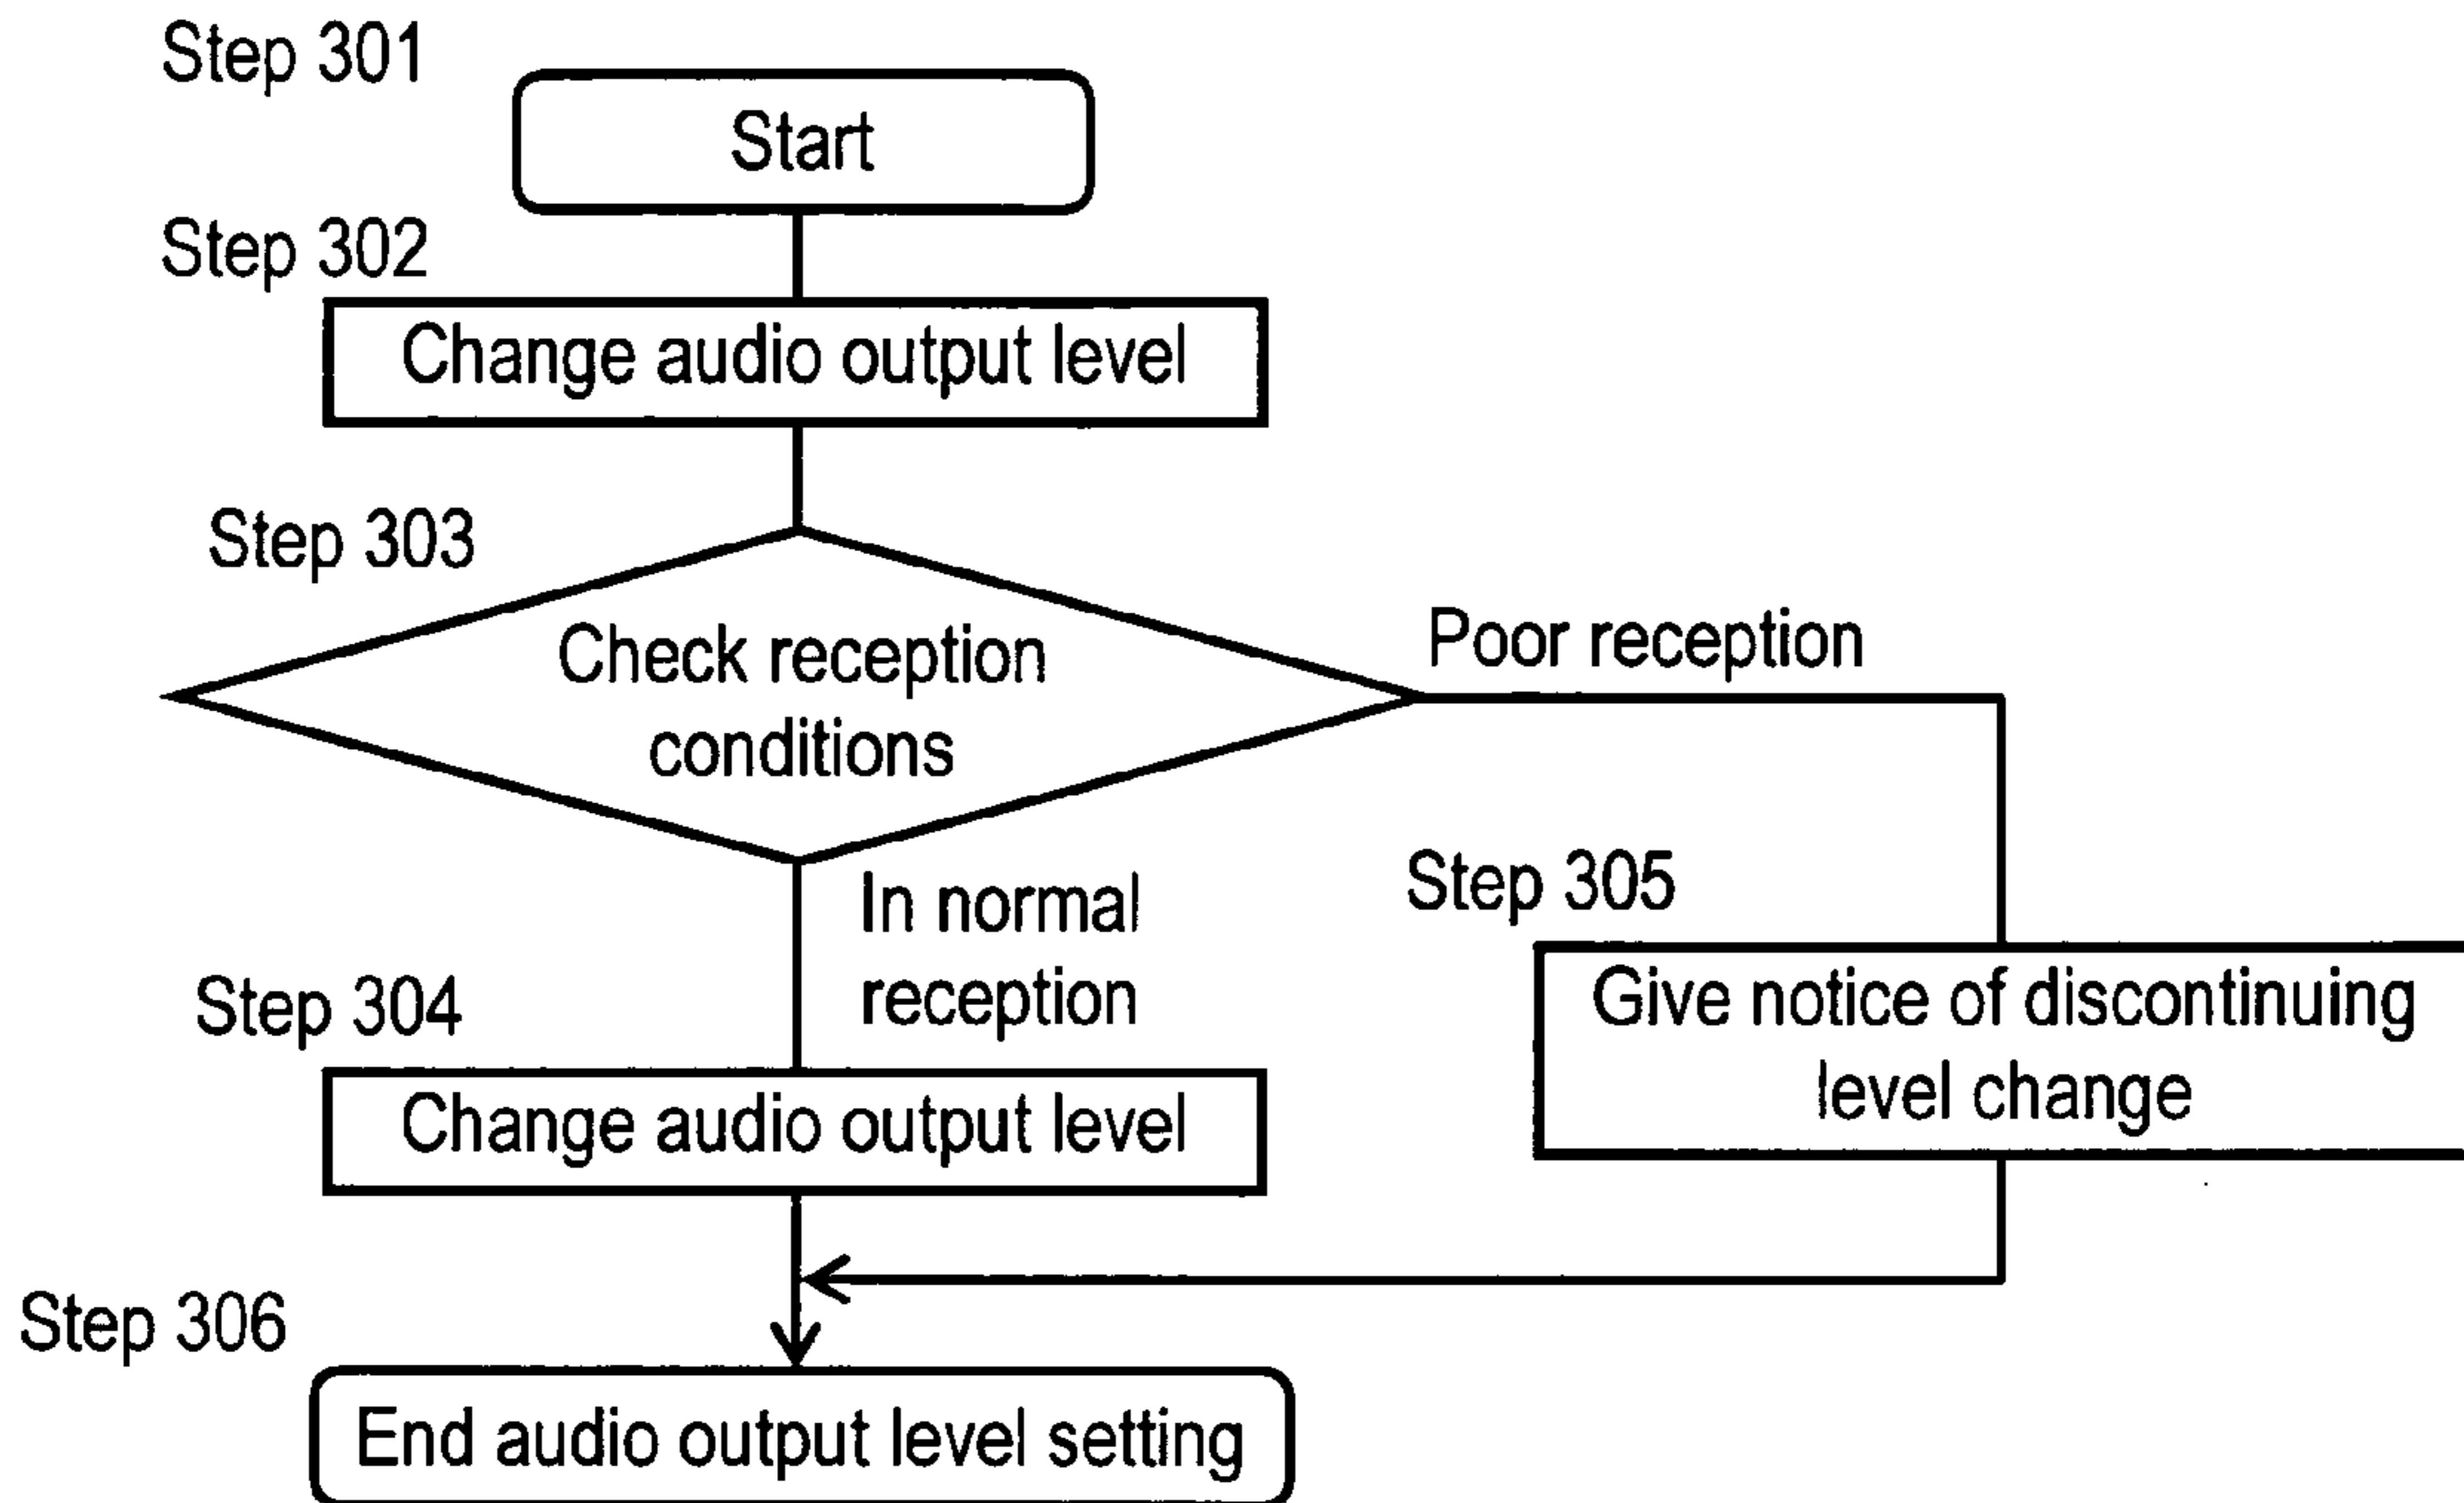 Step 301
Start
Step 302
Change audio output level
Step 303
Check reception
conditions
Poor reception
In normal
reception
Step 304
Change audio output level
Step 305
Give notice of discontinuing
level change
Step 306
End audio output level setting